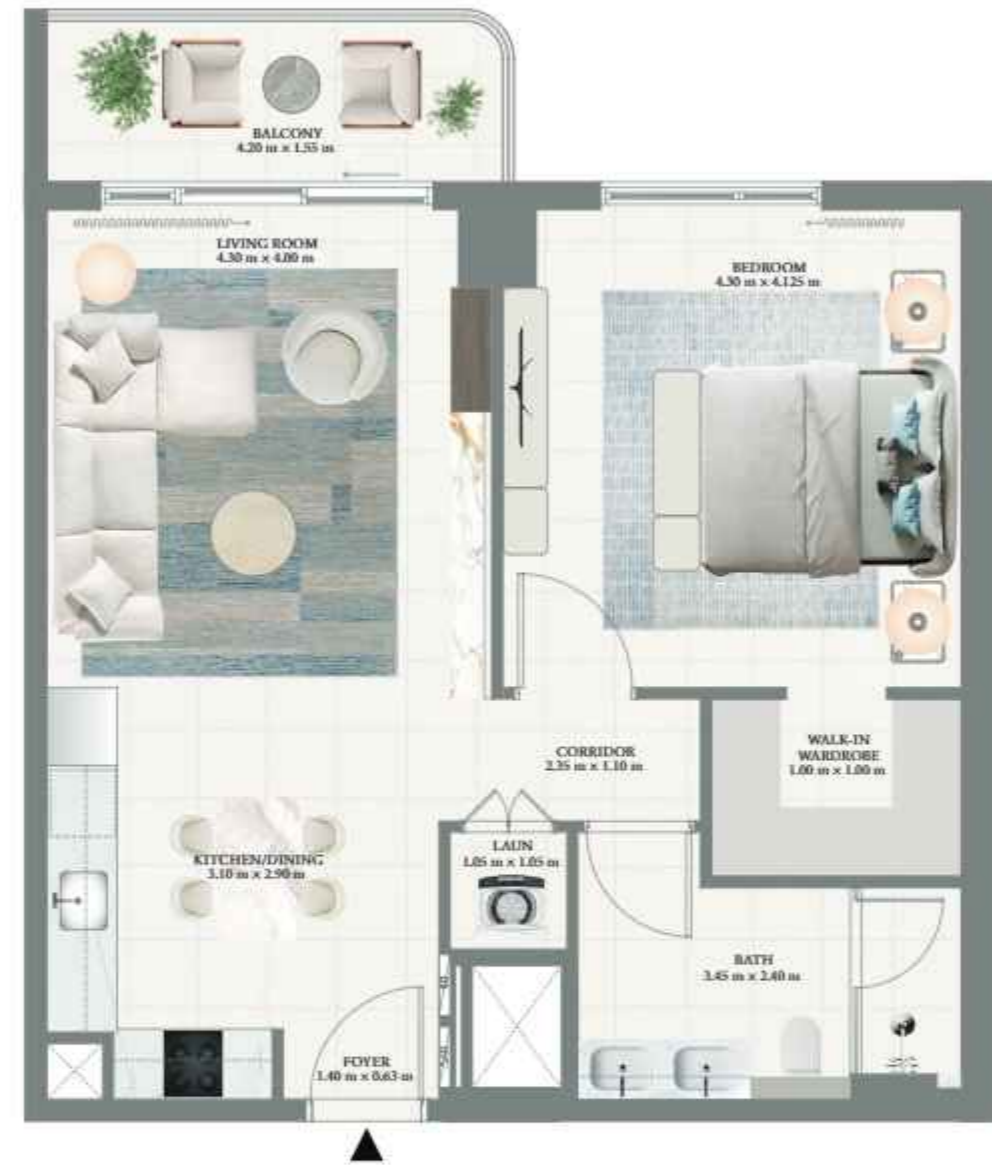 BALCONY
4.20 m × 1.55 m
LIVING ROOM
4.30 m × 4.00 m
BEDROOM
4.30 m × 4.125 m
WALK-IN
WARDROBE
1.00 m × 1.00 m
CORRIDOR
2.35 m × 1.10 m
LAUN
1.05 m × 1.05 m
KITCHEN/DINING
3.10 m × 2.90 m
BATH
3.45 m × 2.40 m
FOYER
1.40 m × 0.63 m